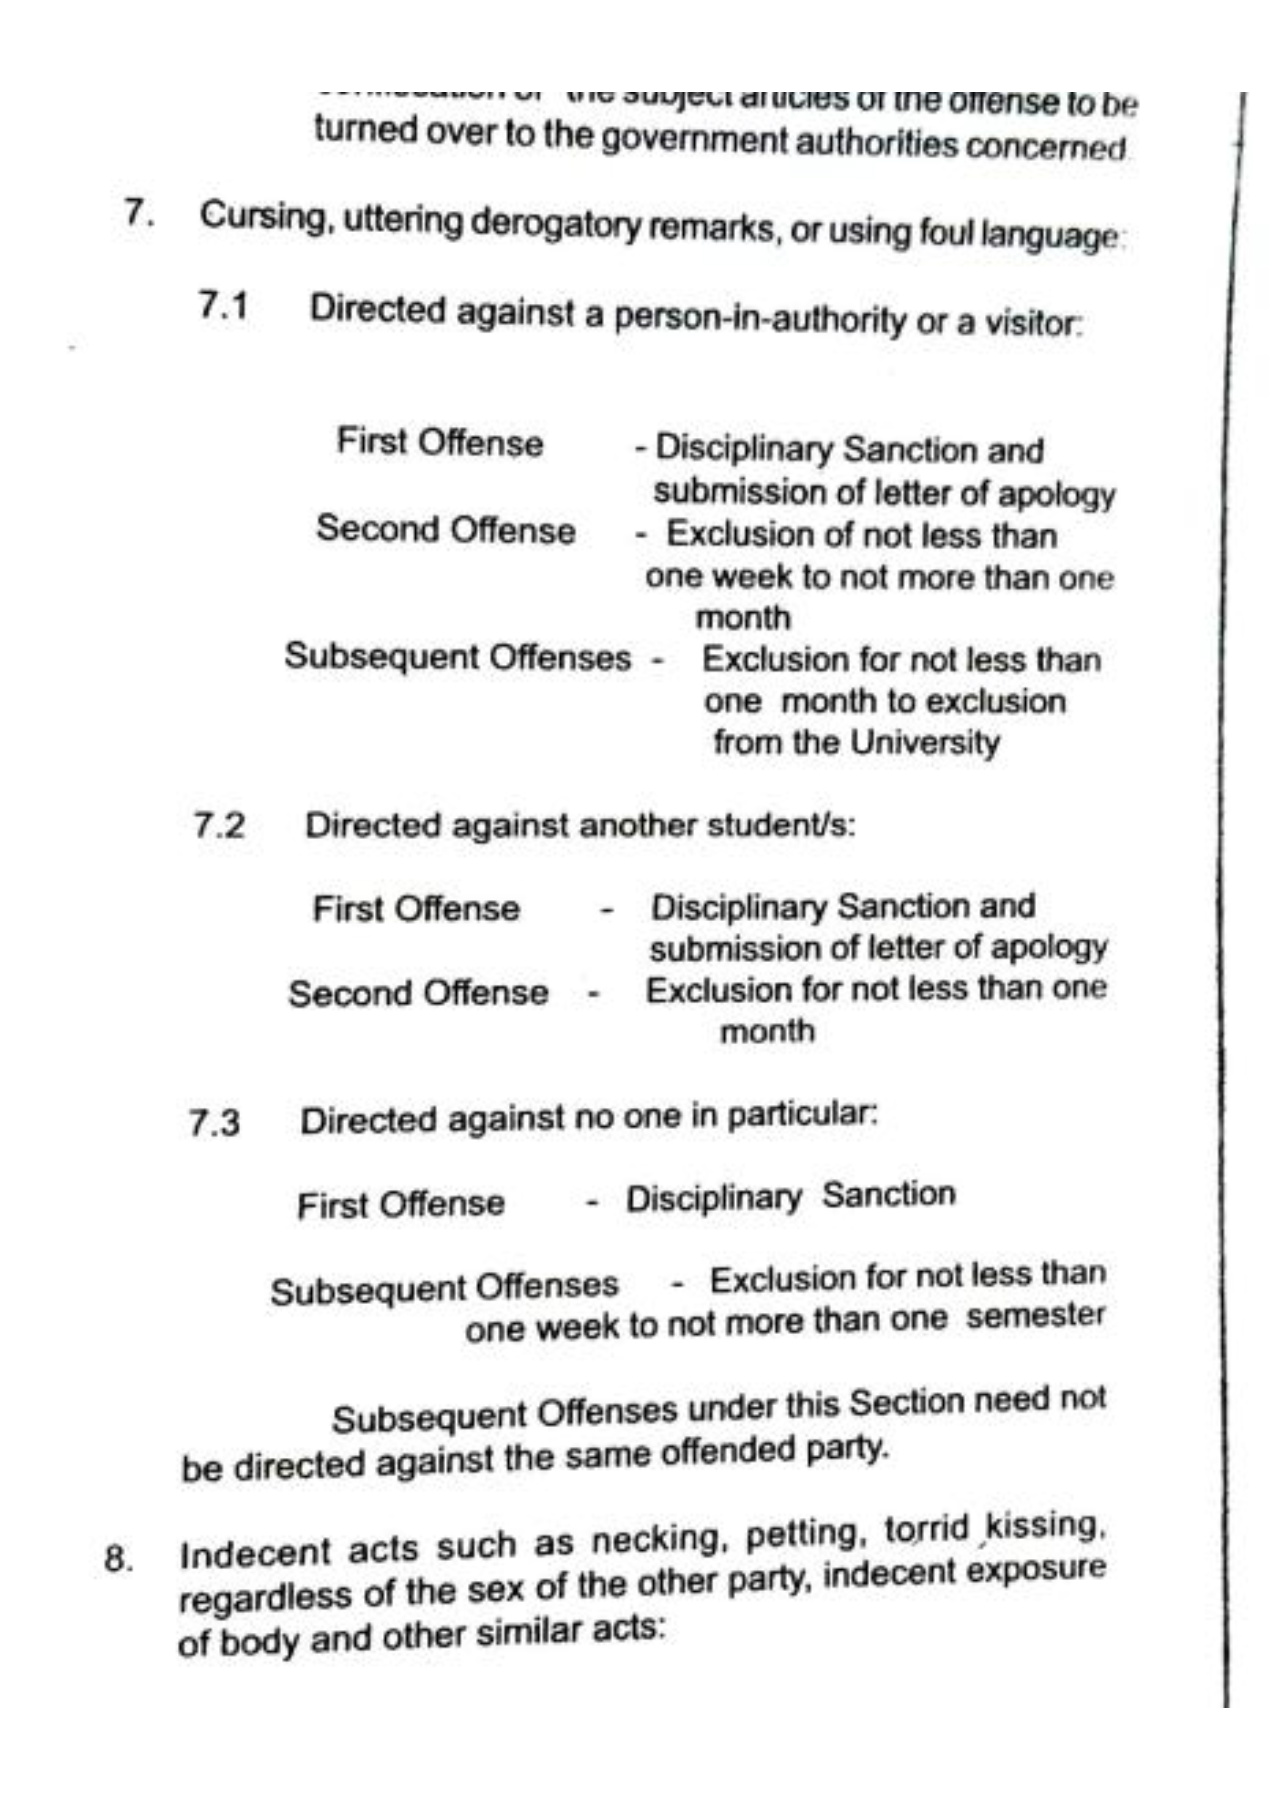 the subject articles of the offense to be
turned over to the government authorities concerned
7. Cursing, uttering derogatory remarks, or using foul language:
7.1 Directed against a person-in-authority or a visitor:
First Offense - Disciplinary Sanction and
submission of letter of apology
Second Offense - Exclusion of not less than
one week to not more than one
month
Subsequent Offenses - Exclusion for not less than
one month to exclusion
from the University
7.2 Directed against another student/s:
First Offense - Disciplinary Sanction and
submission of letter of apology
Second Offense - Exclusion for not less than one
month
7.3 Directed against no one in particular:
First Offense - Disciplinary Sanction
Subsequent Offenses - Exclusion for not less than
one week to not more than one semester
Subsequent Offenses under this Section need not
be directed against the same offended party.
8. Indecent acts such as necking, petting, torrid kissing,
regardless of the sex of the other party, indecent exposure
of body and other similar acts: